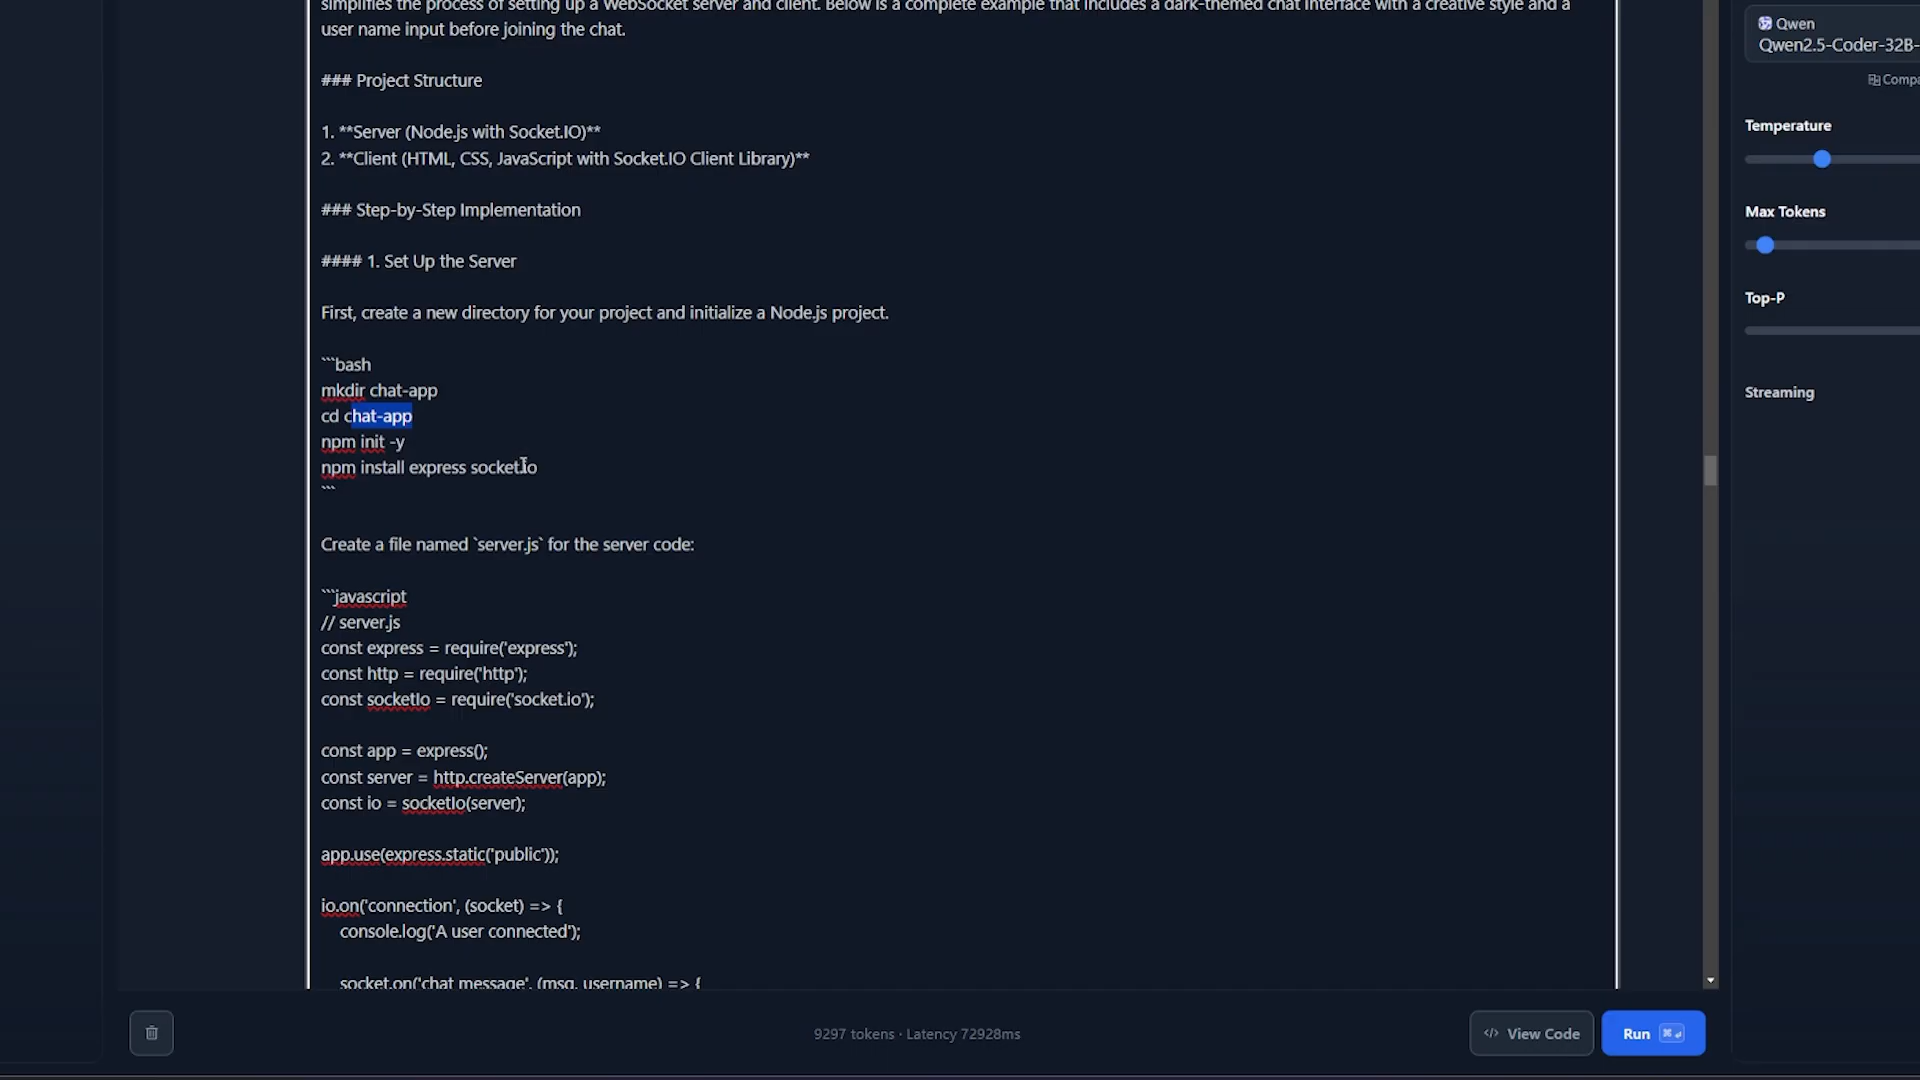 simplifies the process of setting up a WebSocket server and client. Below is a complete example that includes a dark-themed chat interface with a creative style and a
user name input before joining the chat.
### Project Structure
1. **Server (Node.js with Socket.IO)**
2. **Client (HTML, CSS, JavaScript with Socket.IO Client Library)**
### Step-by-Step Implementation
#### 1. Set Up the Server
First, create a new directory for your project and initialize a Node.js project.
```bash
mkdir chat-app
cd chat-app
npm init -y
npm install express socket.io
```
Create a file named `server.js` for the server code:
```javascript
// server.js
const express = require('express');
const http = require('http');
const socketIo = require('socket.io');
const app = express();
const server = http.createServer(app);
const io = socketIo(server);
app.use(express.static('public'));
io.on('connection', (socket) => {
console.log('A user connected');
socket.on('chat message', (msg, username) => {
9297 tokens · Latency 72928ms
</> View Code
Run
Qwen
Qwen2.5-Coder-32B-
Compa
Temperature
Max Tokens
Top-P
Streaming